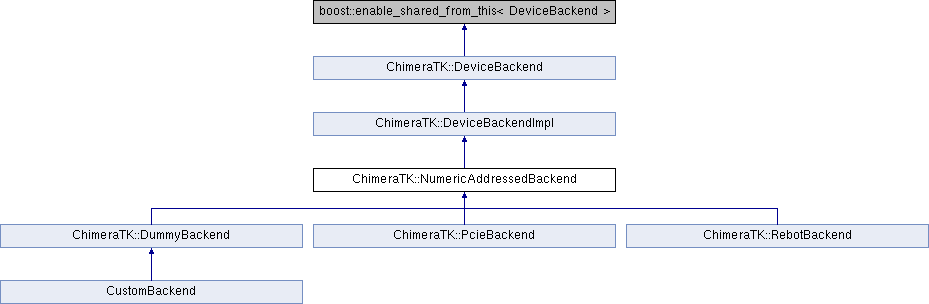 boost::enable_shared_from_this< DeviceBackend >
ChimeraTK::DeviceBackend
ChimeraTK::DeviceBackendImpl
ChimeraTK::NumericAddressedBackend
ChimeraTK::DummyBackend
ChimeraTK::PcieBackend
ChimeraTK::RebotBackend
CustomBackend